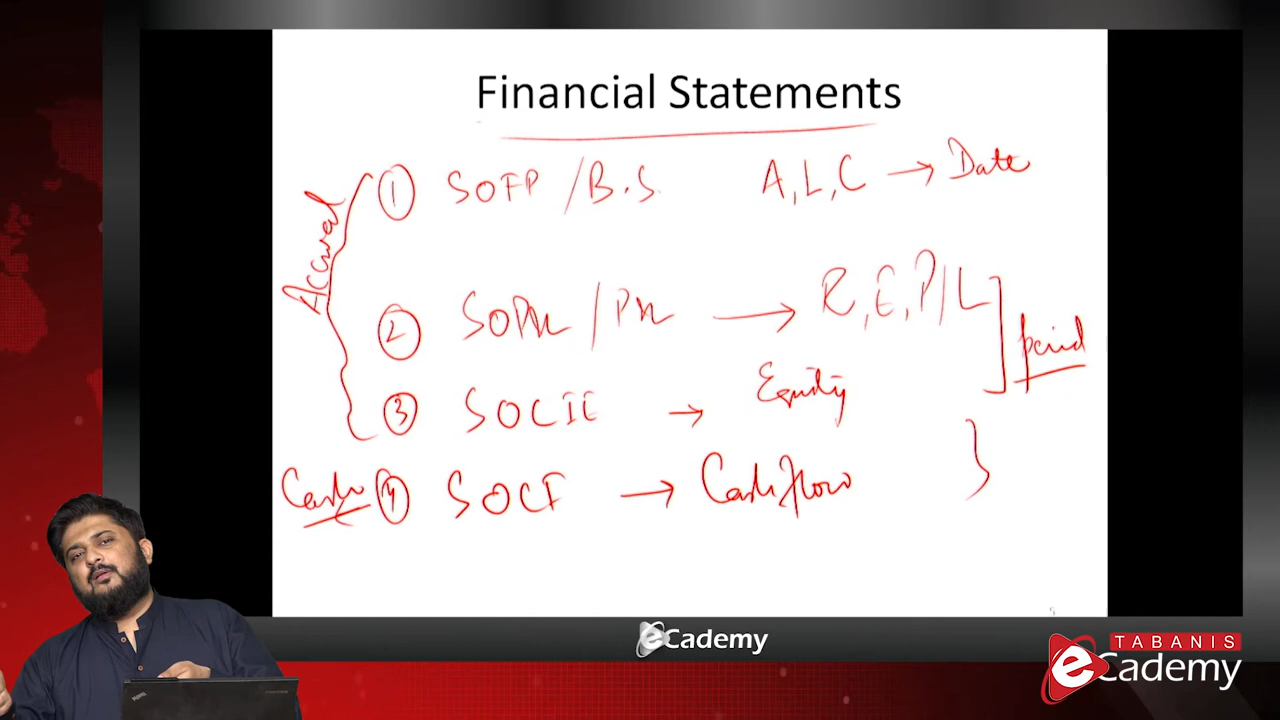 Financial Statements
Accrual
① SOFP / B.S. A, L, C → Date
② SOPL / PL → R, E, P/L
period
③ SOCIE → Equity
Cash ④ SOCF → Cashflow
eCademy
TABANIS
eCademy